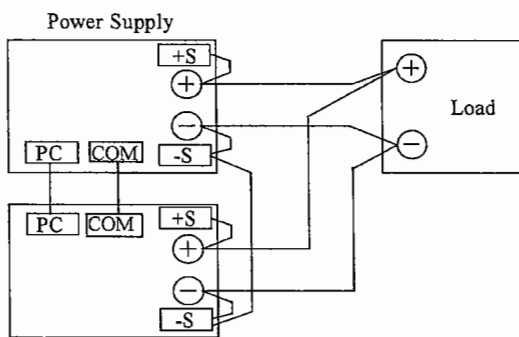 Power Supply
+S
+
−
-S
PC COM
Load
+
−
PC COM
+S
+
−
-S